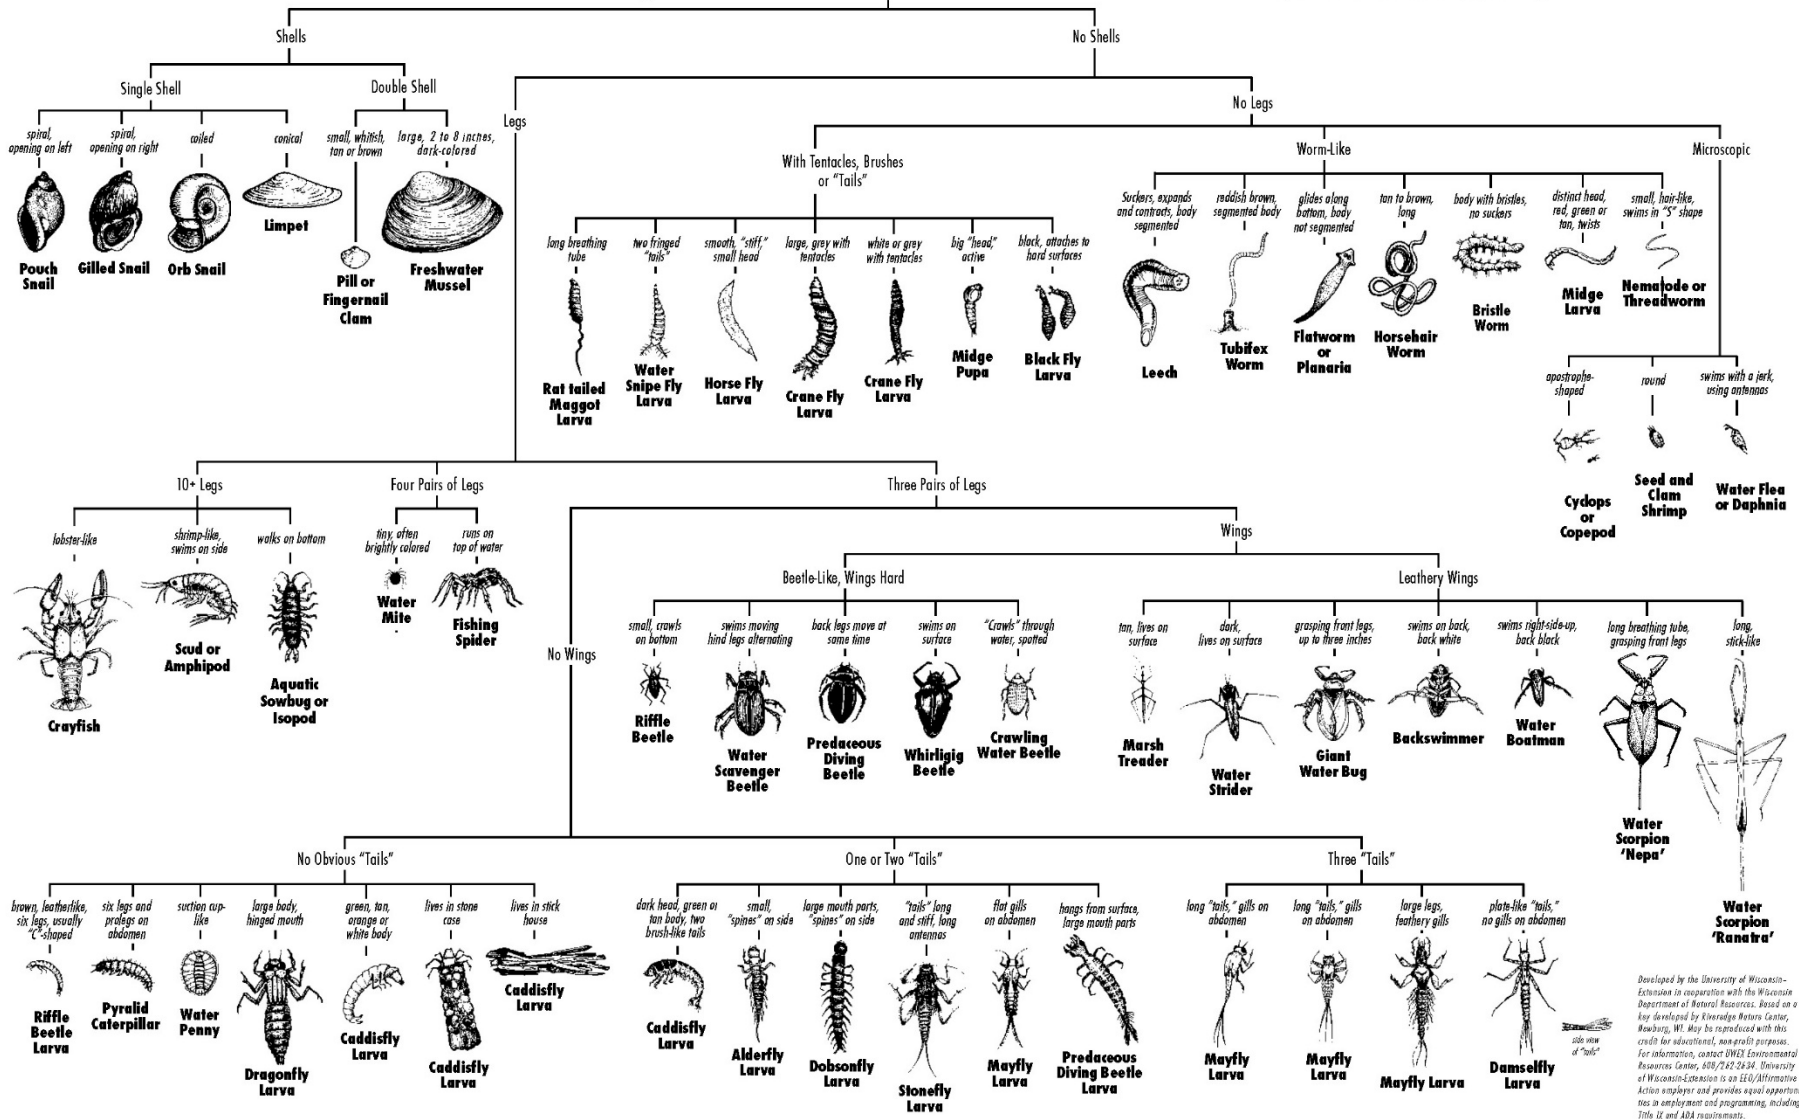 Shells
No Shells
Single Shell
Double Shell
Legs
No Legs
spiral,
opening on left
spiral,
opening on right
coiled
conical
small, whitish,
tan or brown
large, 2 to 8 inches,
dark-colored
Pouch
Snail
Gilled Snail
Orb Snail
Limpet
Pill or
Fingernail
Clam
Freshwater
Mussel
With Tentacles, Brushes
or "Tails"
Worm-Like
Microscopic
long breathing
tube
two fringed
"tails"
smooth, "stiff,"
small head
large, grey with
tentacles
white or grey
with tentacles
big "head,"
active
black, attaches to
hard surfaces
Rat tailed
Maggot
Larva
Water
Snipe Fly
Larva
Horse Fly
Larva
Crane Fly
Larva
Crane Fly
Larva
Midge
Pupa
Black Fly
Larva
Suckers, expands
and contracts, body
segmented
reddish brown,
segmented body
glides along
bottom, body
not segmented
tan to brown,
long
body with bristles,
no suckers
distinct head,
red, green or
tan, twists
small, hair-like,
swims in "S" shape
Leech
Tubifex
Worm
Flatworm
or
Planaria
Horsehair
Worm
Bristle
Worm
Midge
Larva
Nematode or
Threadworm
apostrophe-
shaped
round
swims with a jerk,
using antennas
Cyclops
or
Copepod
Seed and
Clam
Shrimp
Water Flea
or Daphnia
10+ Legs
Four Pairs of Legs
Three Pairs of Legs
lobster-like
shrimp-like,
swims on side
walks on bottom
tiny, often
brightly colored
runs on
top of water
Crayfish
Scud or
Amphipod
Aquatic
Sowbug or
Isopod
Water
Mite
Fishing
Spider
No Wings
Wings
Beetle-Like, Wings Hard
Leathery Wings
small, crawls
on bottom
swims moving
hind legs alternating
back legs move at
same time
swims on
surface
"Crawls" through
water, spotted
Riffle
Beetle
Water
Scavenger
Beetle
Predaceous
Diving
Beetle
Whirligig
Beetle
Crawling
Water Beetle
tan, lives on
surface
dark,
lives on surface
grasping front legs,
up to three inches
swims on back,
back white
swims right-side-up,
back black
long breathing tube,
grasping front legs
long,
stick-like
Marsh
Treader
Water
Strider
Giant
Water Bug
Backswimmer
Water
Boatman
Water
Scorpion
'Nepa'
Water
Scorpion
'Ranatra'
No Obvious "Tails"
One or Two "Tails"
Three "Tails"
brown, leatherlike,
six legs, usually
"C"-shaped
six legs and
prolegs on
abdomen
suction cup-
like
large body,
hinged mouth
green, tan,
orange or
white body
lives in stone
case
lives in stick
house
Riffle
Beetle
Larva
Pyralid
Caterpillar
Water
Penny
Dragonfly
Larva
Caddisfly
Larva
Caddisfly
Larva
Caddisfly
Larva
dark head, green or
tan body, two
brush-like tails
small,
"spines" on side
large mouth parts,
"spines" on side
"tails" long
and stiff, long
antennas
flat gills
on abdomen
hangs from surface,
large mouth parts
Caddisfly
Larva
Alderfly
Larva
Dobsonfly
Larva
Stonefly
Larva
Mayfly
Larva
Predaceous
Diving Beetle
Larva
long "tails," gills on
abdomen
long "tails," gills
on abdomen
large legs,
feathery gills
plate-like "tails,"
no gills on abdomen
Mayfly
Larva
Mayfly
Larva
Mayfly Larva
Damselfly
Larva
side view
of "tails"
Developed by the University of Wisconsin-
Extension in cooperation with the Wisconsin
Department of Natural Resources. Based on a
key developed by Riveredge Nature Center,
Newburg, WI. May be reproduced with this
credit for educational, non-profit purposes.
For information, contact UWEX Environmental
Resources Center, 608/262-2634. University
of Wisconsin-Extension is an EEO/Affirmative
Action employer and provides equal opportuni-
ties in employment and programming, including
Title IX and ADA requirements.